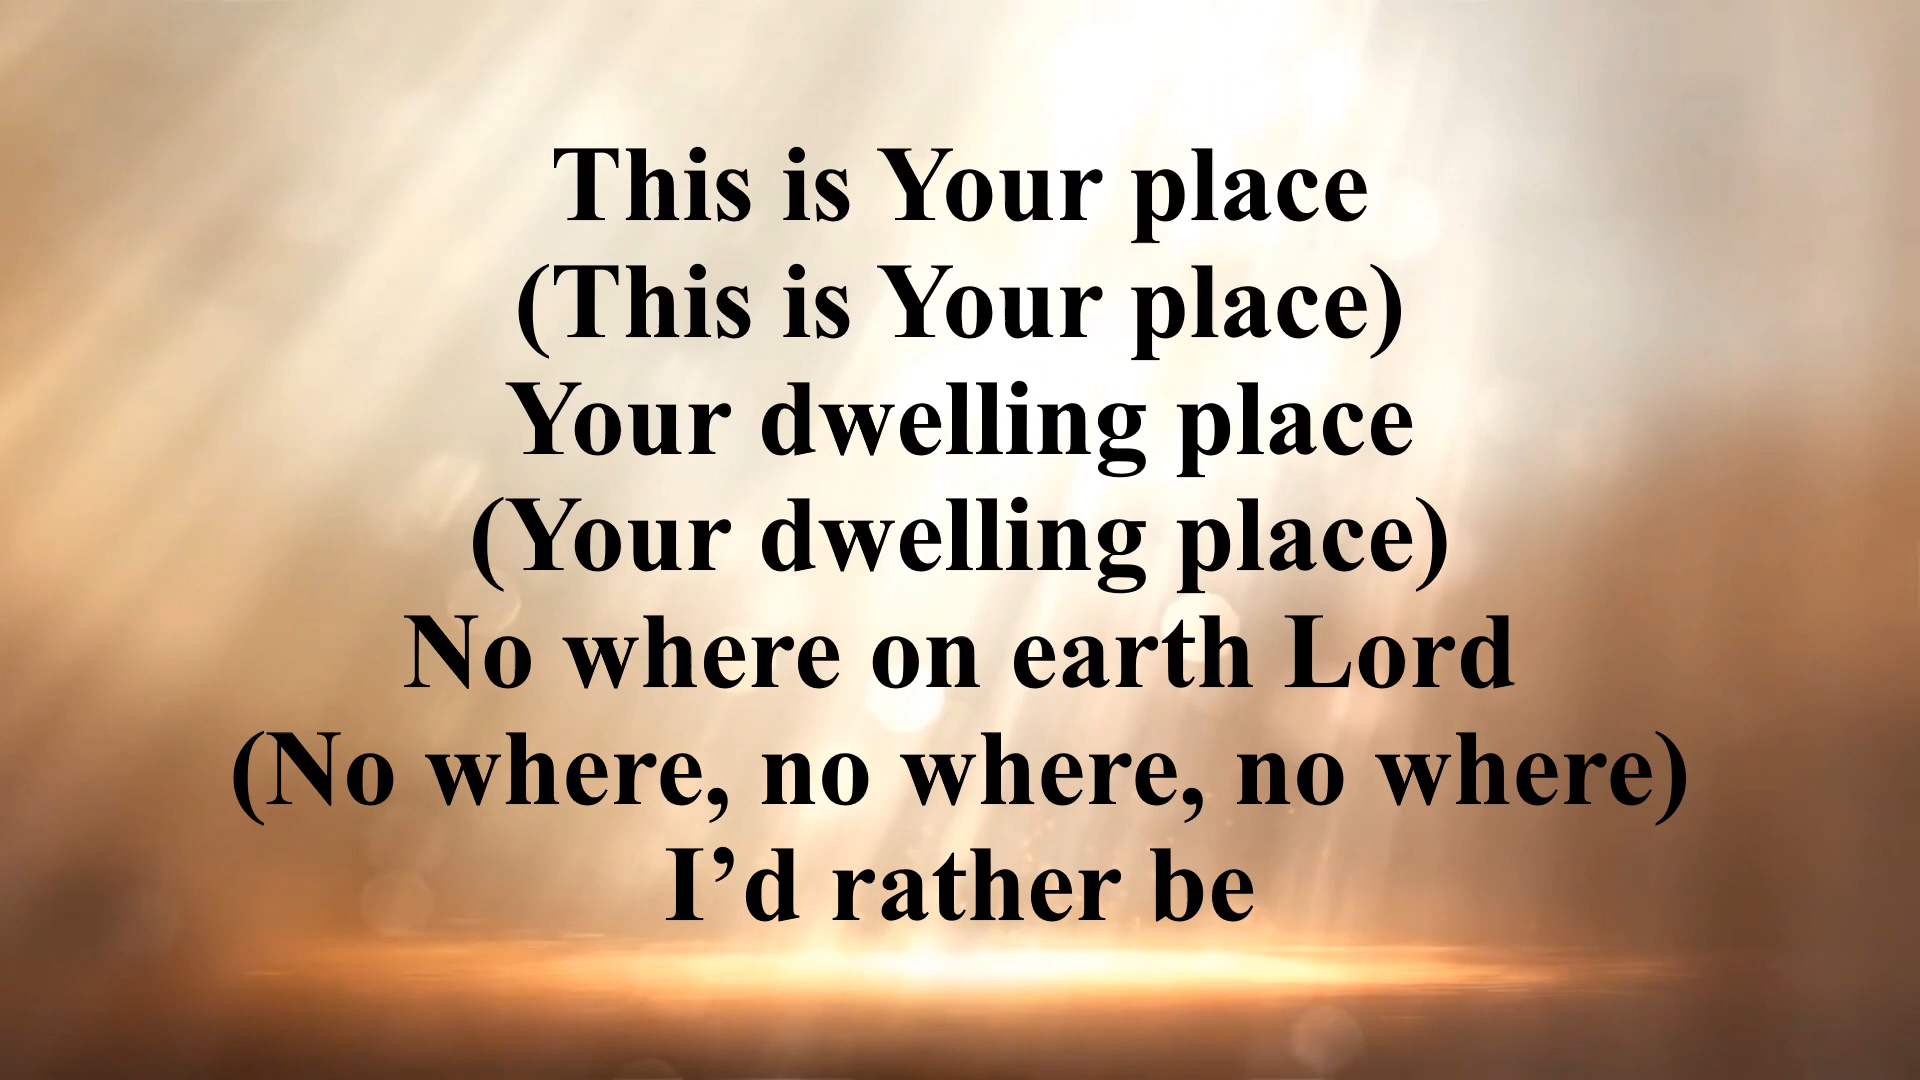 This is Your place
(This is Your place)
Your dwelling place
(Your dwelling place)
No where on earth Lord
(No where, no where, no where)
I’d rather be